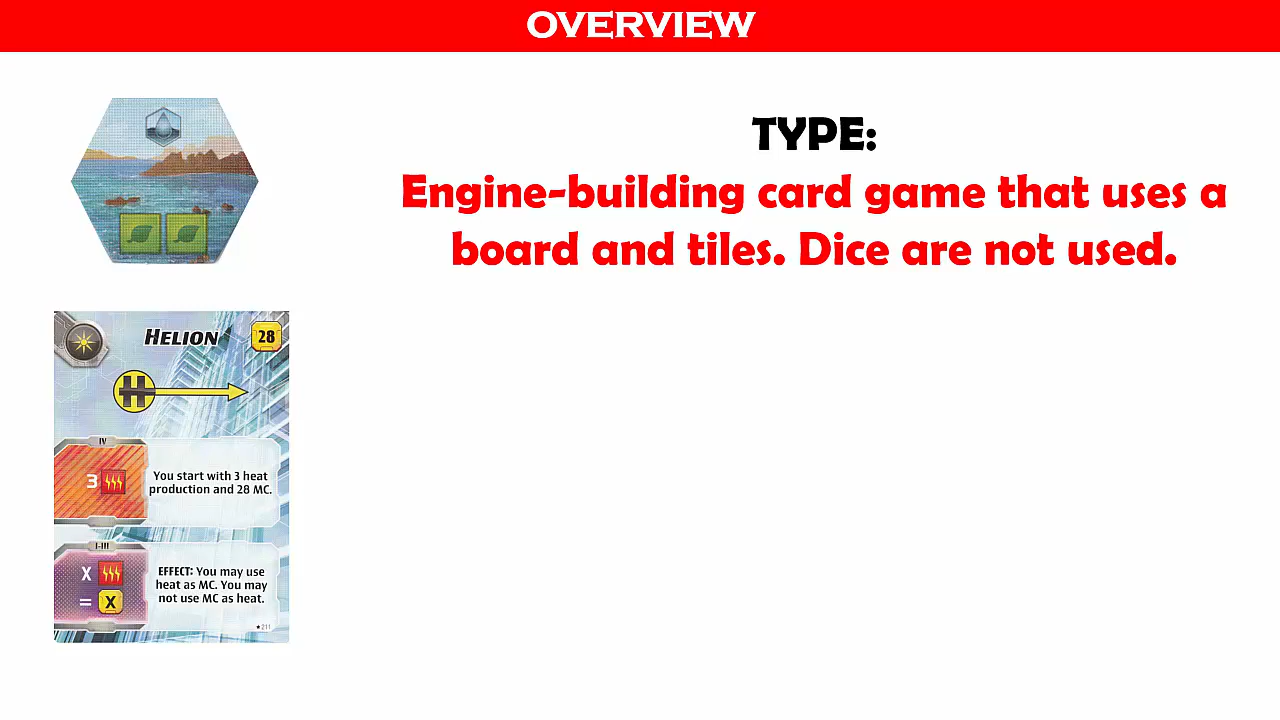 OVERVIEW
TYPE:
Engine-building card game that uses a
board and tiles. Dice are not used.
HELION
28
IV
3
You start with 3 heat
production and 28 MC.
I-III
X
= X
EFFECT: You may use
heat as MC. You may
not use MC as heat.
★211